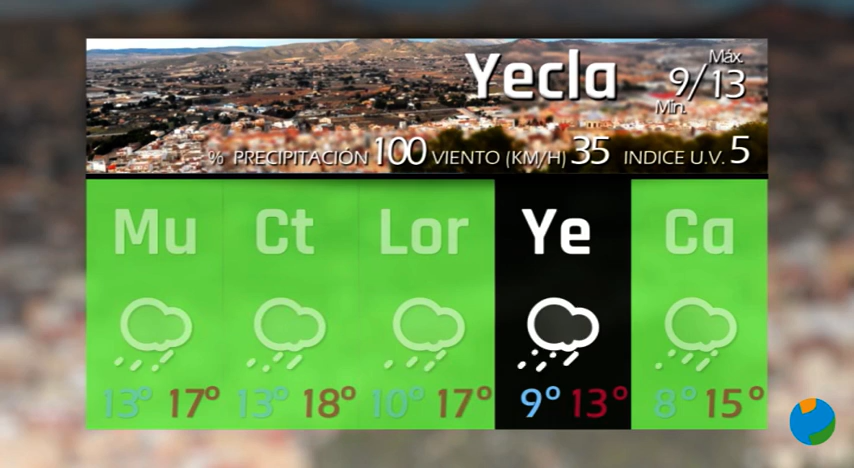 Yecla
Máx.
9/13
Mín.
% PRECIPITACIÓN 100 VIENTO (KM/H) 35 INDICE U.V. 5
Mu Ct Lor Ye Ca
13° 17° 13° 18° 10° 17° 9° 13° 8° 15°